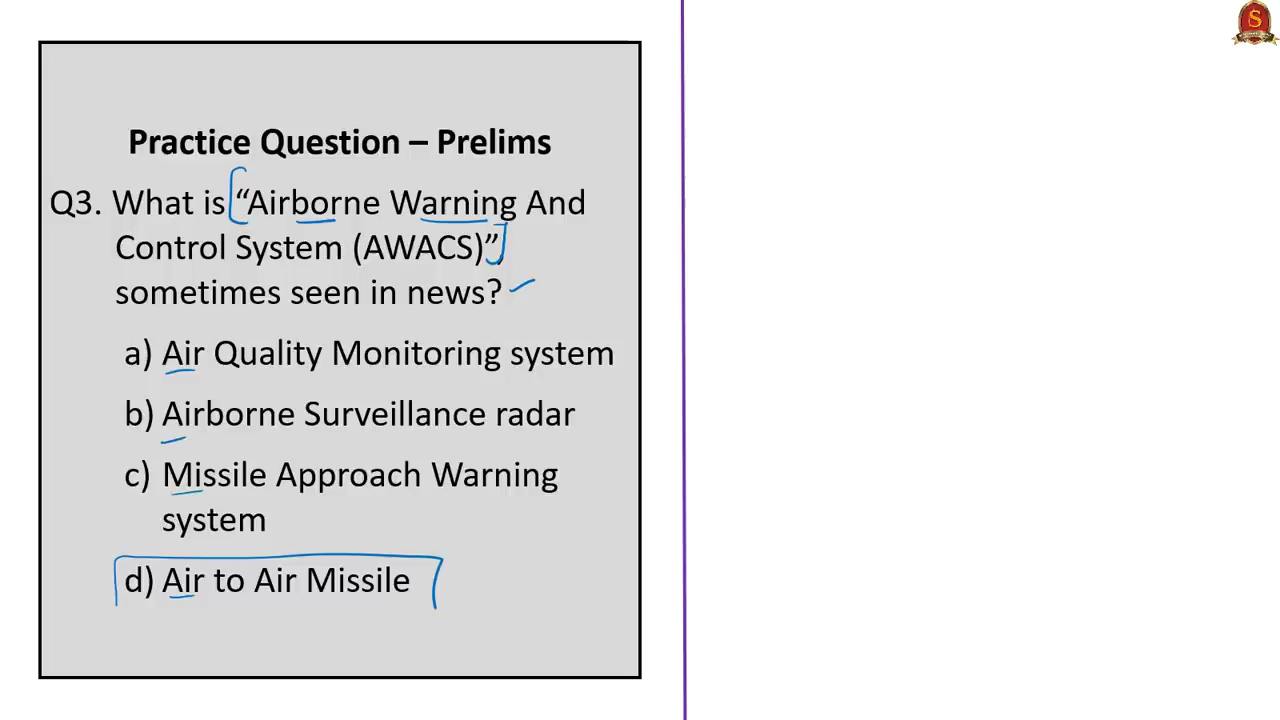 Practice Question – Prelims
Q3. What is “Airborne Warning And
Control System (AWACS)”,
sometimes seen in news?
a) Air Quality Monitoring system
b) Airborne Surveillance radar
c) Missile Approach Warning
system
d) Air to Air Missile
S